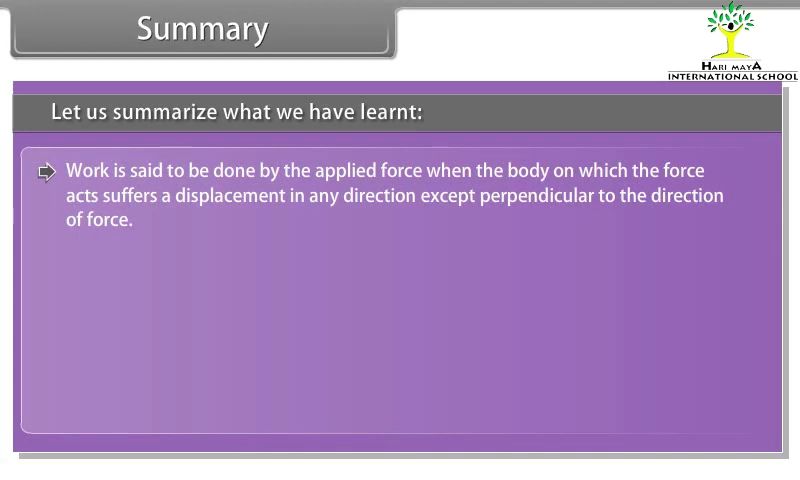 Summary
HARI MAYA
INTERNATIONAL SCHOOL
Let us summarize what we have learnt:
Work is said to be done by the applied force when the body on which the force
acts suffers a displacement in any direction except perpendicular to the direction
of force.